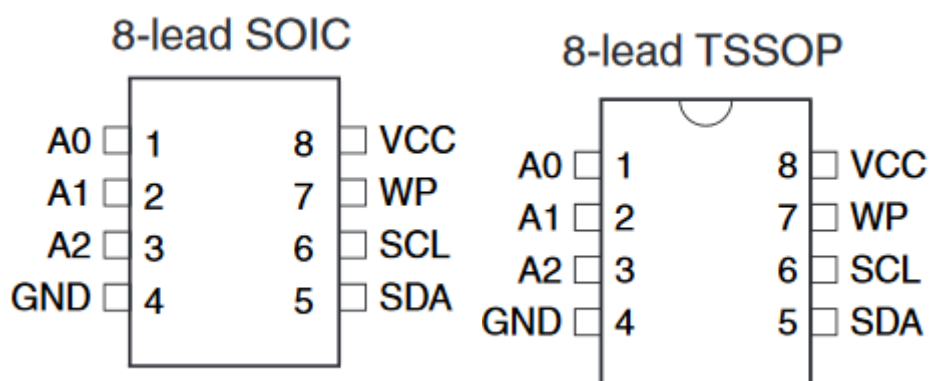 8-lead SOIC
A0 1 8 VCC
A1 2 7 WP
A2 3 6 SCL
GND 4 5 SDA
8-lead TSSOP
A0 1 8 VCC
A1 2 7 WP
A2 3 6 SCL
GND 4 5 SDA